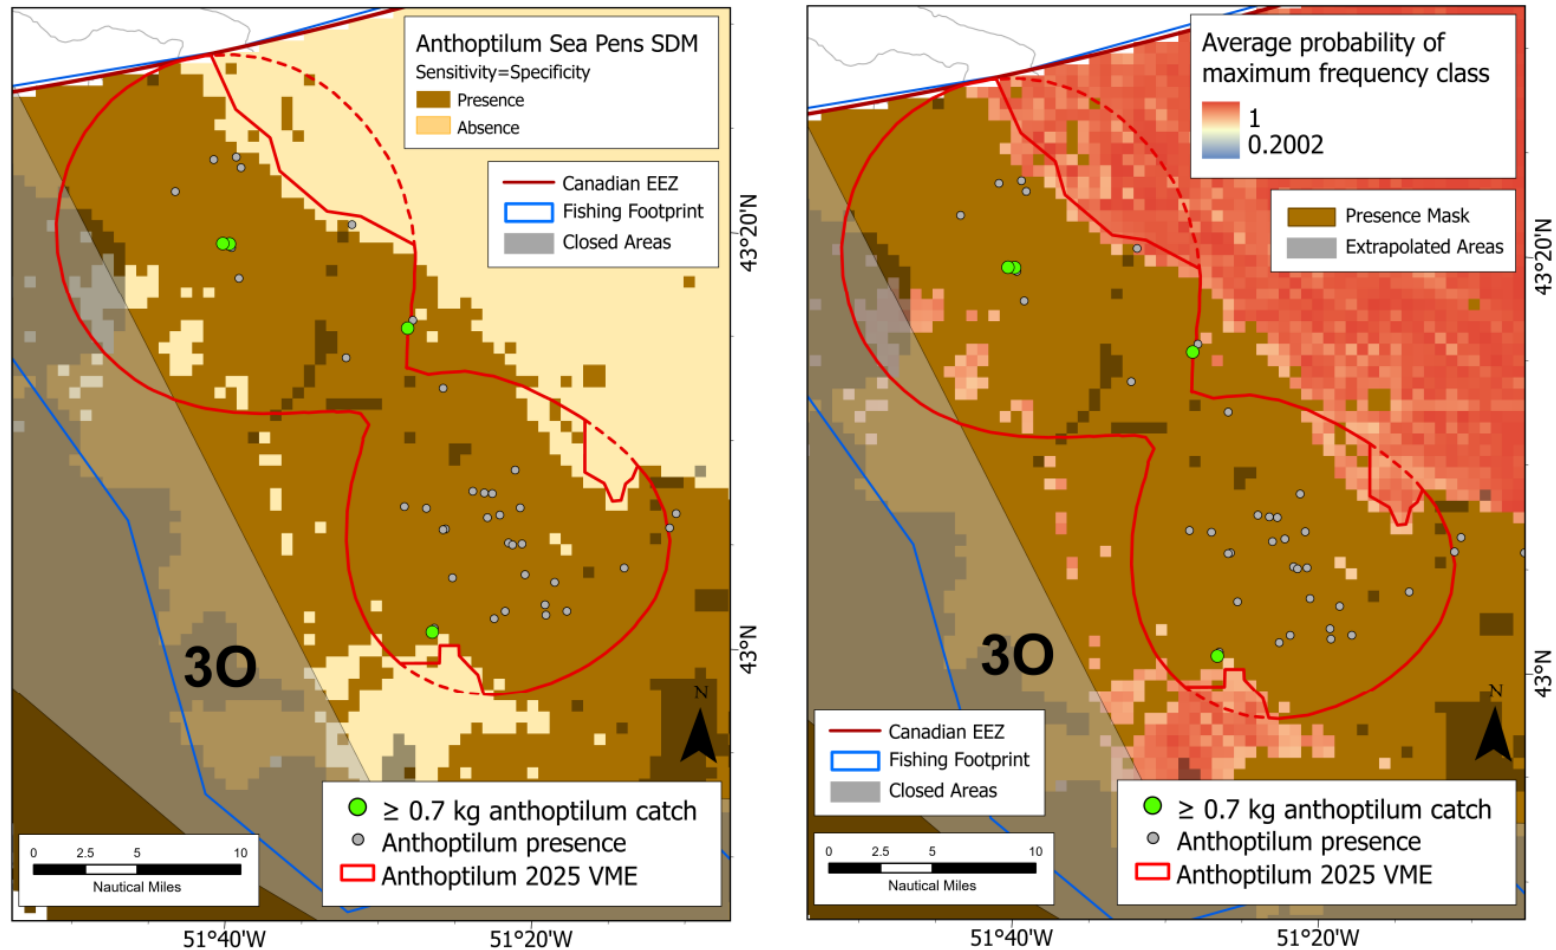 Anthoptilum Sea Pens SDM
Sensitivity=Specificity
Presence
Absence
Canadian EEZ
Fishing Footprint
Closed Areas
43°20'N
43°N
3O
N
≥ 0.7 kg anthoptilum catch
Anthoptilum presence
Anthoptilum 2025 VME
0 2.5 5 10
Nautical Miles
51°40'W 51°20'W
Average probability of
maximum frequency class
1
0.2002
Presence Mask
Extrapolated Areas
43°20'N
43°N
3O
N
Canadian EEZ
Fishing Footprint
Closed Areas
≥ 0.7 kg anthoptilum catch
Anthoptilum presence
Anthoptilum 2025 VME
0 2.5 5 10
Nautical Miles
51°40'W 51°20'W